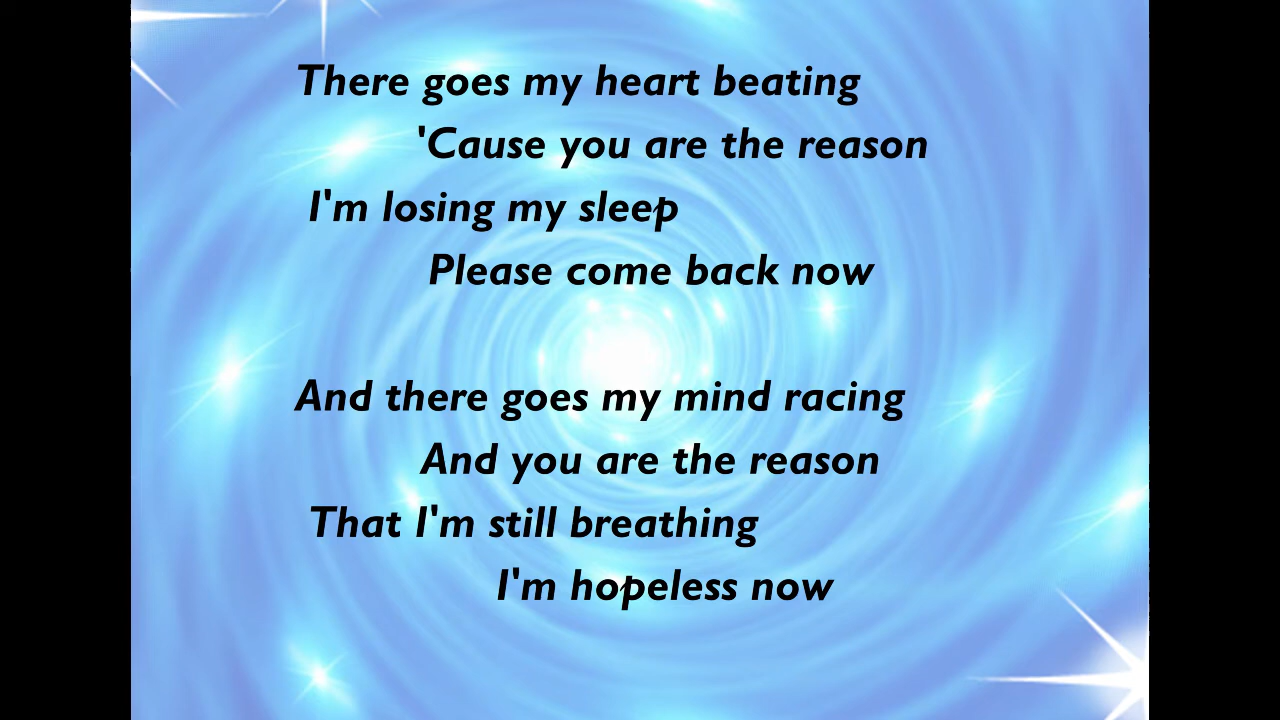 There goes my heart beating
'Cause you are the reason
I'm losing my sleep
Please come back now
And there goes my mind racing
And you are the reason
That I'm still breathing
I'm hopeless now